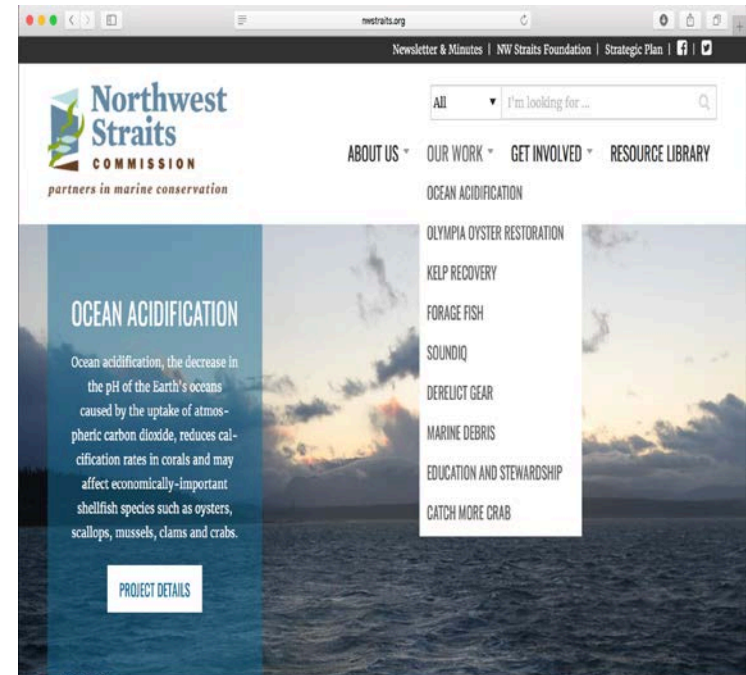 nwstraits.org
Newsletter & Minutes | NW Straits Foundation | Strategic Plan |
Northwest
Straits
COMMISSION
partners in marine conservation
All
I'm looking for ...
ABOUT US
OUR WORK
GET INVOLVED
RESOURCE LIBRARY
OCEAN ACIDIFICATION
OLYMPIA OYSTER RESTORATION
KELP RECOVERY
FORAGE FISH
SOUNDIQ
DERELICT GEAR
MARINE DEBRIS
EDUCATION AND STEWARDSHIP
CATCH MORE CRAB
OCEAN ACIDIFICATION
Ocean acidification, the decrease in
the pH of the Earth's oceans
caused by the uptake of atmos-
pheric carbon dioxide, reduces cal-
cification rates in corals and may
affect economically-important
shellfish species such as oysters,
scallops, mussels, clams and crabs.
PROJECT DETAILS